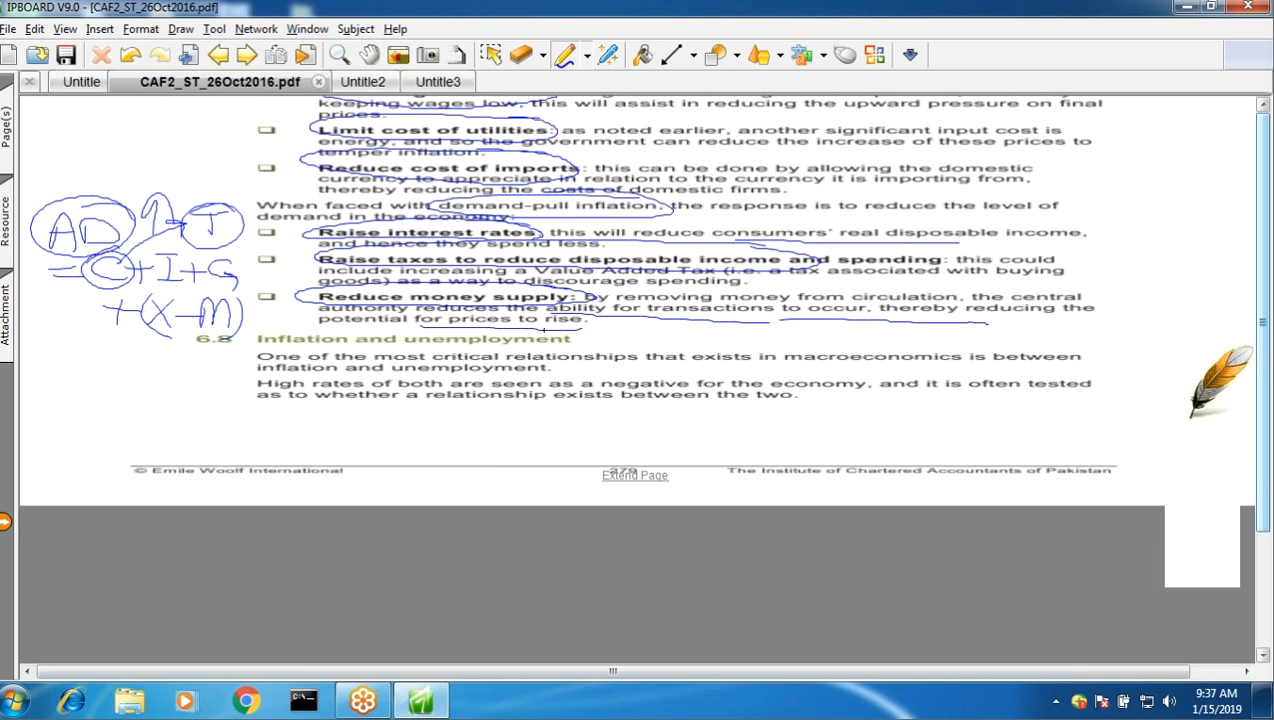 IPBOARD V9.0 - [CAF2_ST_26Oct2016.pdf]
File Edit View Insert Format Draw Tool Network Window Subject Help
Untitle CAF2_ST_26Oct2016.pdf Untitle2 Untitle3
Page(s)
Resource
Attachment
keeping wages low, this will assist in reducing the upward pressure on final
prices.
Limit cost of utilities: as noted earlier, another significant input cost is
energy, and so the government can reduce the increase of these prices to
temper inflation.
Reduce cost of imports: this can be done by allowing the domestic
currency to appreciate in relation to the currency it is importing from,
thereby reducing the costs of domestic firms.
When faced with demand-pull inflation, the response is to reduce the level of
demand in the economy:
Raise interest rates: this will reduce consumers' real disposable income,
and hence they spend less.
Raise taxes to reduce disposable income and spending: this could
include increasing a Value Added Tax (i.e. a tax associated with buying
goods) as a way to discourage spending.
Reduce money supply: by removing money from circulation, the central
authority reduces the ability for transactions to occur, thereby reducing the
potential for prices to rise.
AD
= C + I + G
+ (X - M)
6.8 Inflation and unemployment
One of the most critical relationships that exists in macroeconomics is between
inflation and unemployment.
High rates of both are seen as a negative for the economy, and it is often tested
as to whether a relationship exists between the two.
© Emile Woolf International 379 The Institute of Chartered Accountants of Pakistan
Extend Page
9:37 AM
1/15/2019